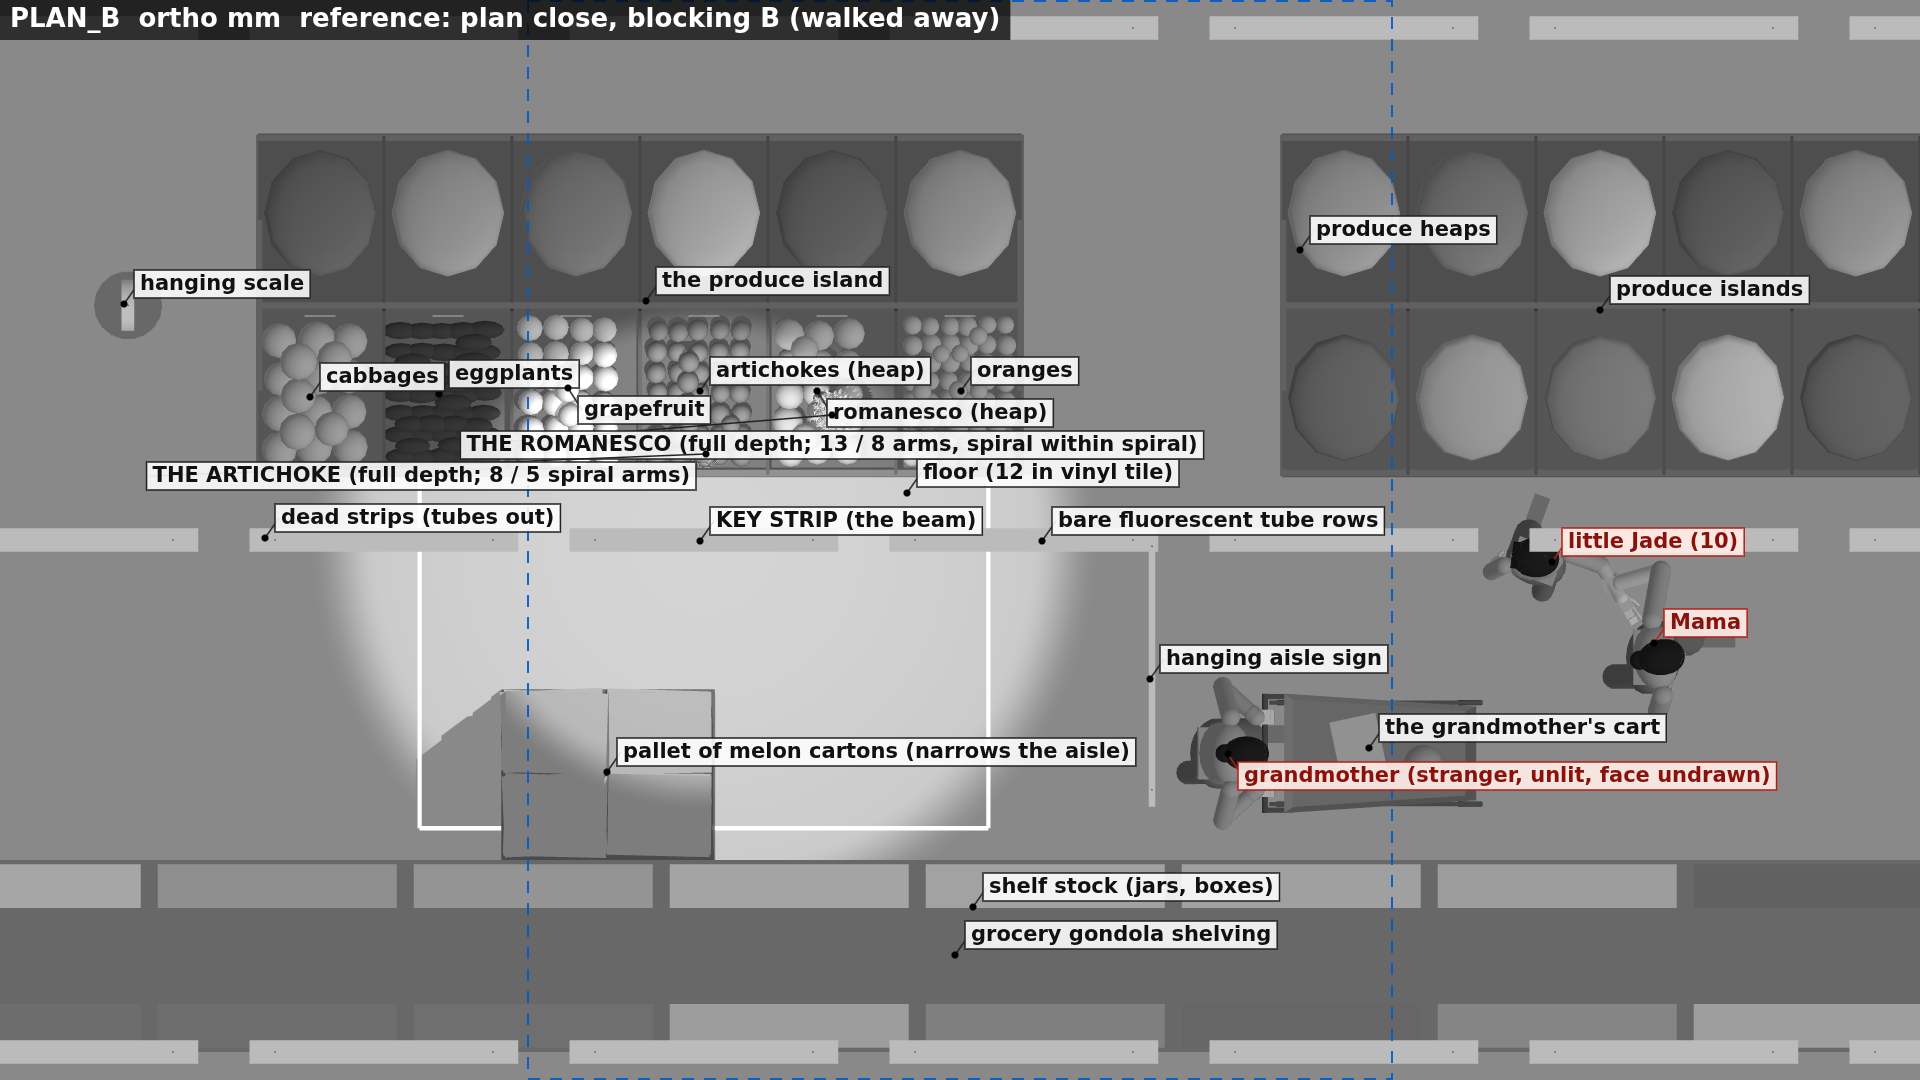 PLAN_B ortho mm reference: plan close, blocking B (walked away)
produce heaps
hanging scale
the produce island
produce islands
cabbages
eggplants
artichokes (heap)
oranges
grapefruit
romanesco (heap)
THE ROMANESCO (full depth; 13 / 8 arms, spiral within spiral)
THE ARTICHOKE (full depth; 8 / 5 spiral arms)
floor (12 in vinyl tile)
dead strips (tubes out)
KEY STRIP (the beam)
bare fluorescent tube rows
little Jade (10)
Mama
hanging aisle sign
the grandmother's cart
pallet of melon cartons (narrows the aisle)
grandmother (stranger, unlit, face undrawn)
shelf stock (jars, boxes)
grocery gondola shelving